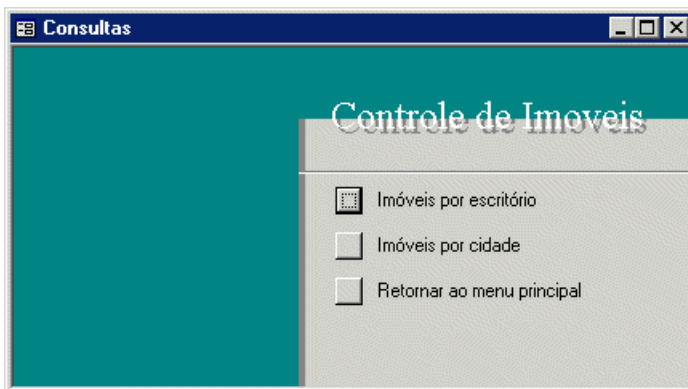 Consultas
Controle de Imoveis
Imóveis por escritório
Imóveis por cidade
Retornar ao menu principal